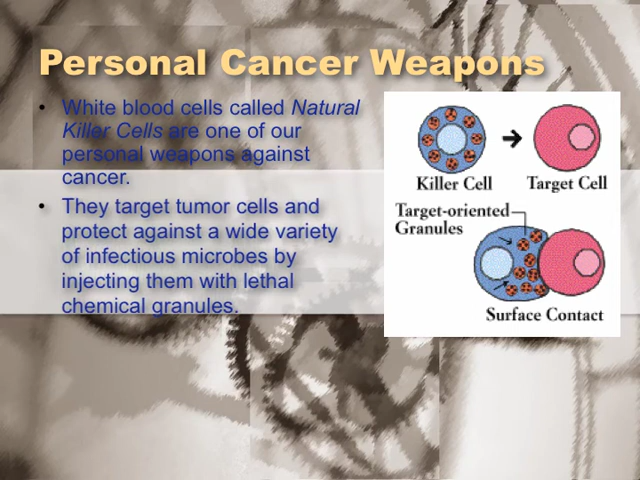 Personal Cancer Weapons
• White blood cells called Natural
Killer Cells are one of our
personal weapons against
cancer.
• They target tumor cells and
protect against a wide variety
of infectious microbes by
injecting them with lethal
chemical granules.
Killer Cell
Target Cell
Target-oriented
Granules
Surface Contact